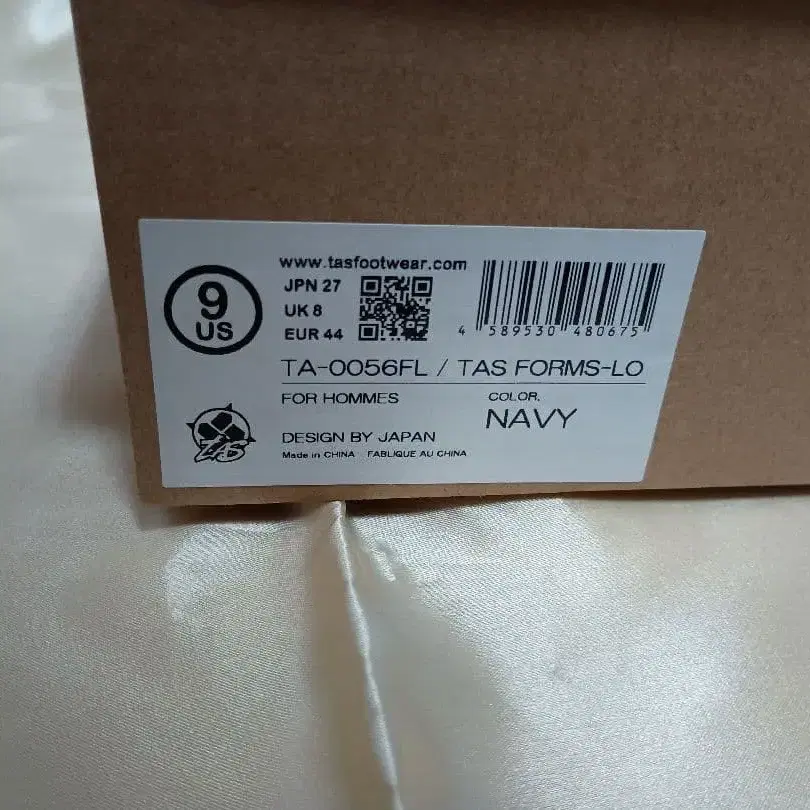 9
US
www.tasfootwear.com
JPN 27
UK 8
EUR 44
4 589530 480675
TA-0056FL / TAS FORMS-LO
FOR HOMMES
COLOR.
NAVY
TAS
DESIGN BY JAPAN
Made in CHINA · FABLIQUE AU CHINA